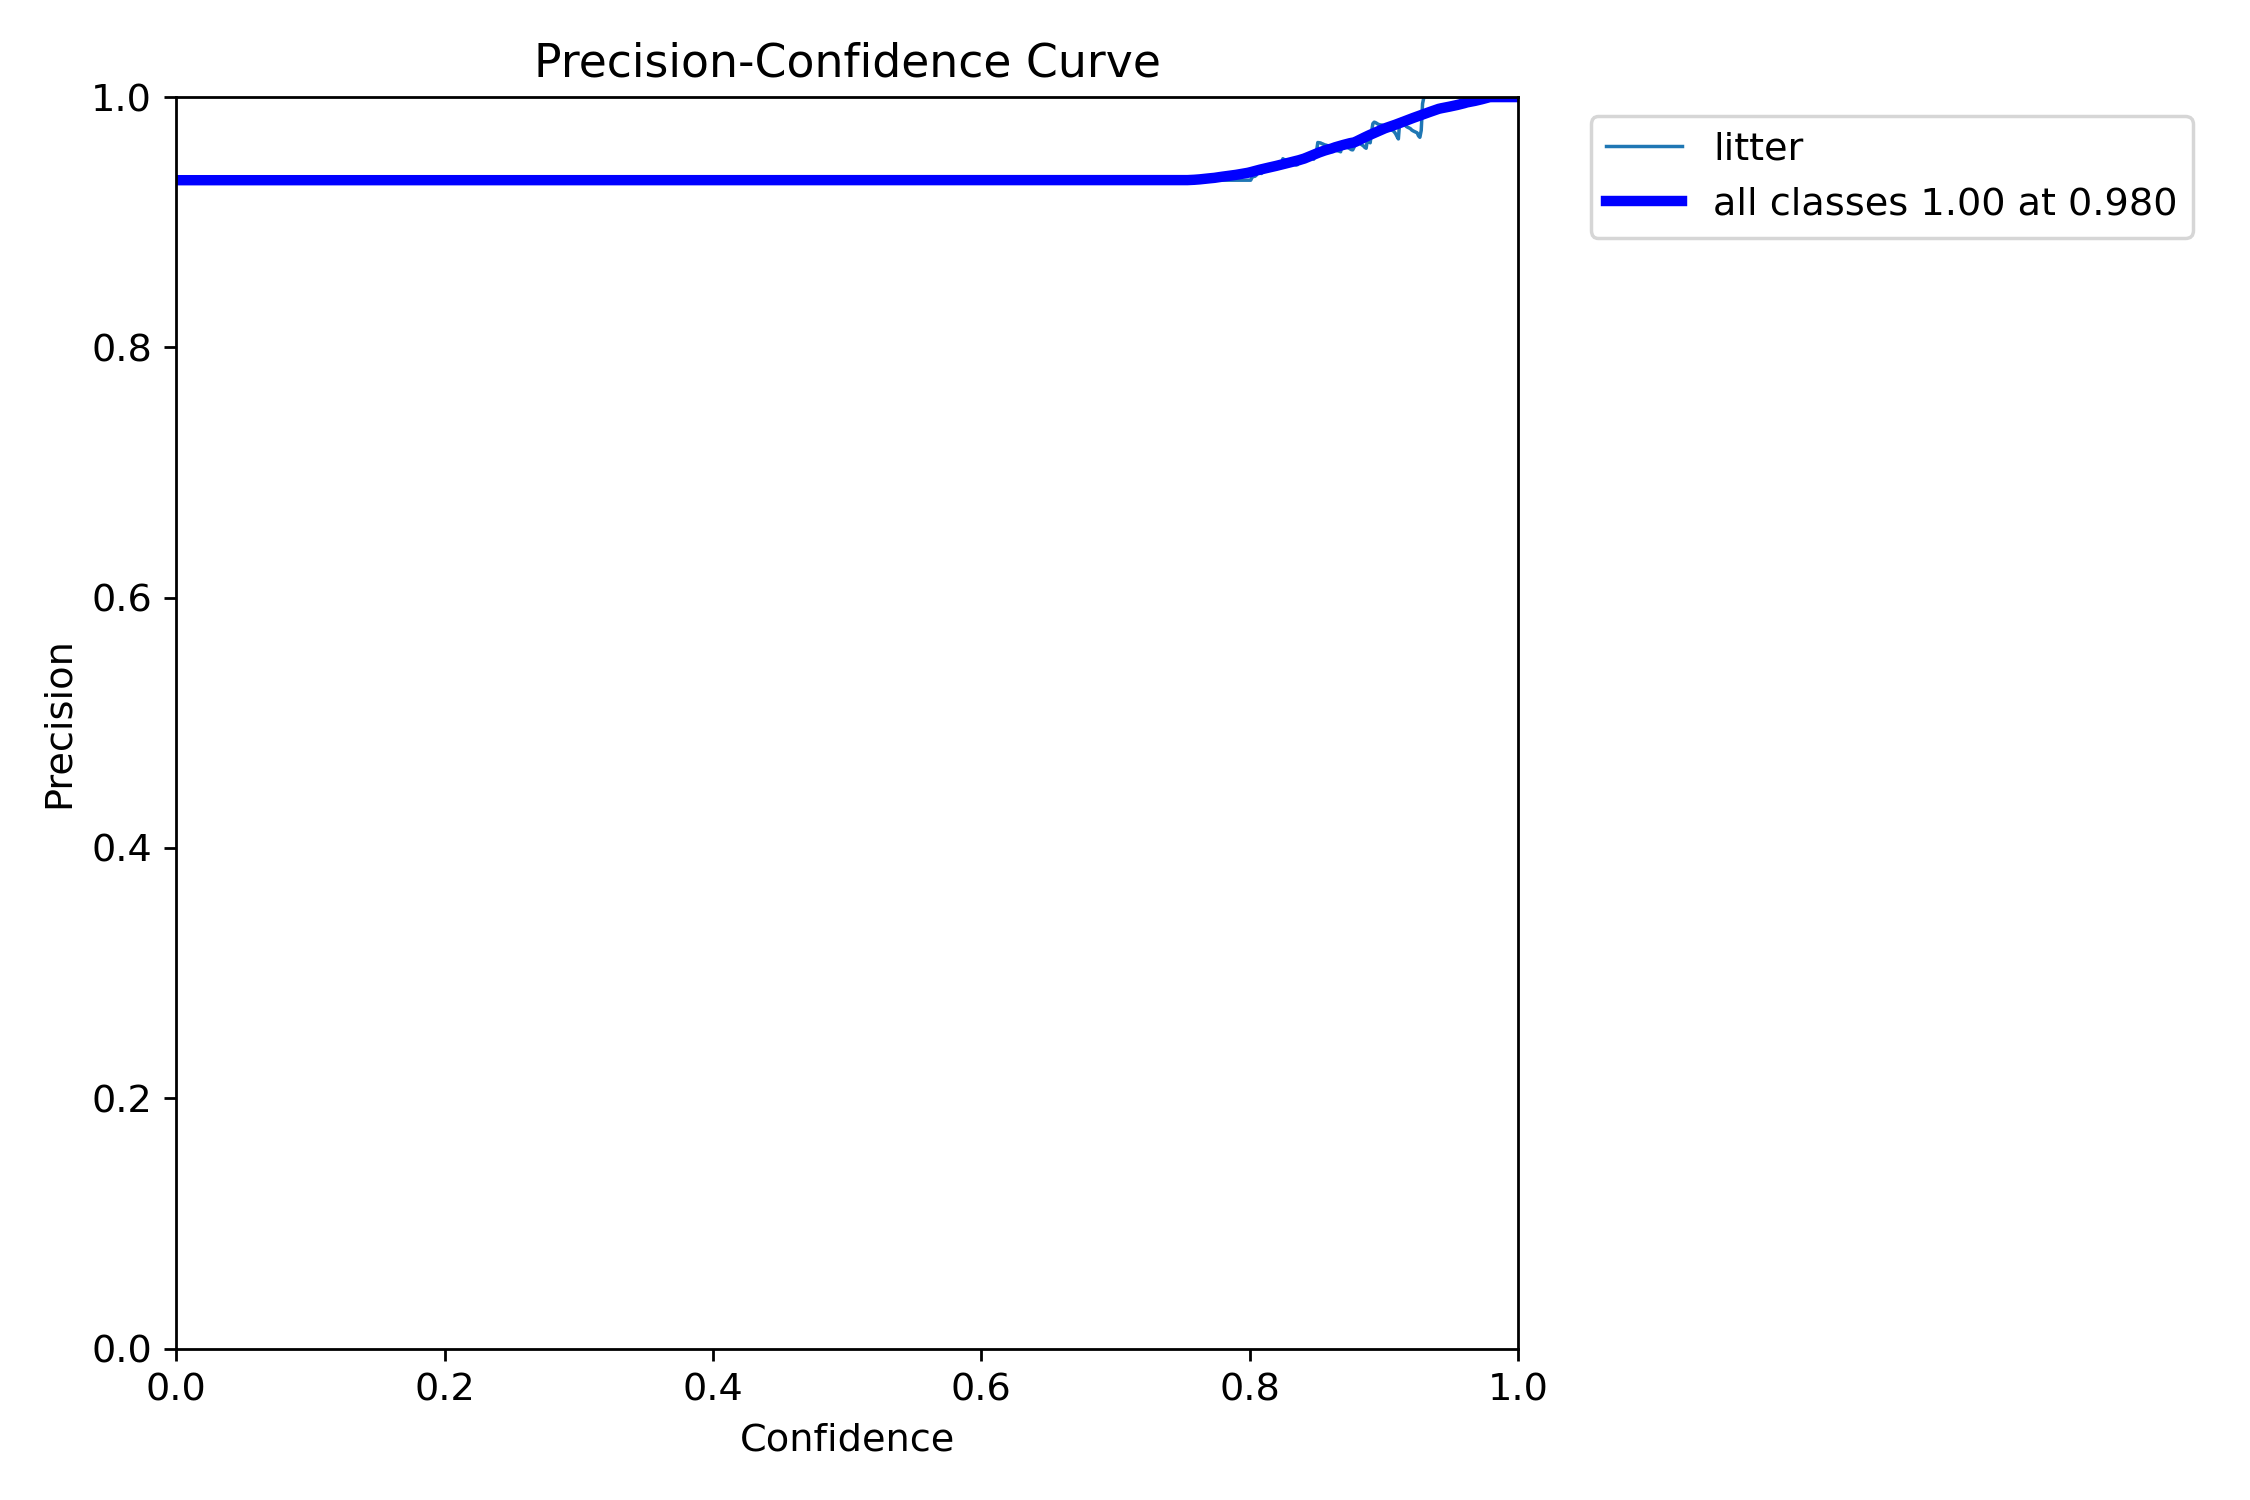 Precision-Confidence Curve
1.0
0.8
0.6
0.4
0.2
0.0
Precision
0.0 0.2 0.4 0.6 0.8 1.0
Confidence
litter
all classes 1.00 at 0.980